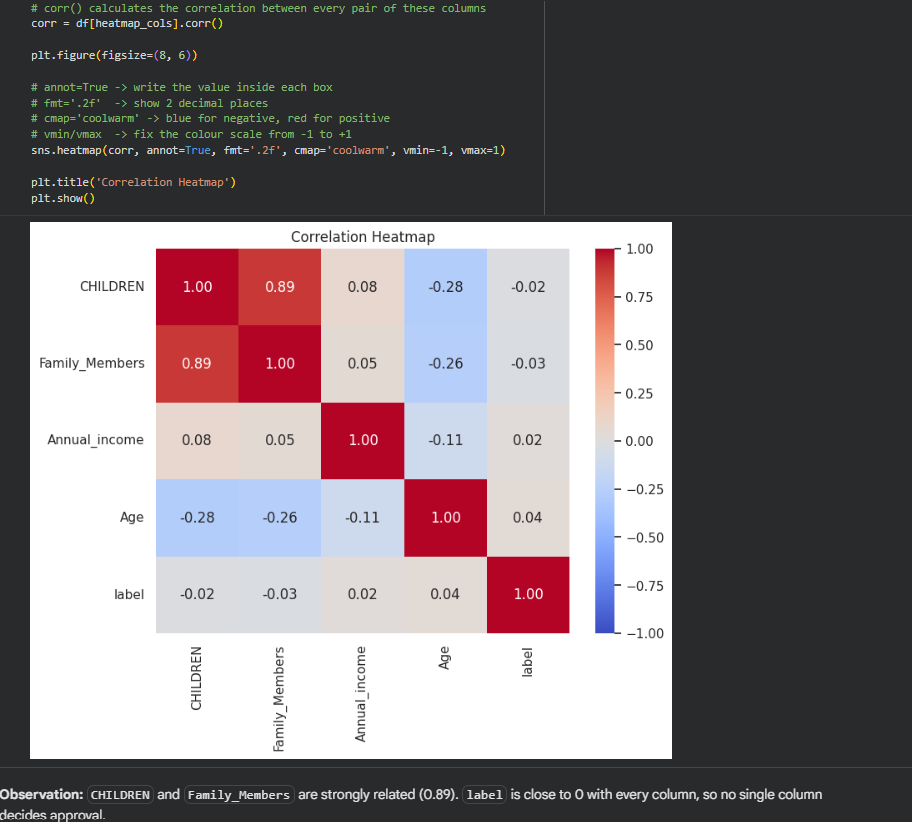 # corr() calculates the correlation between every pair of these columns
corr = df[heatmap_cols].corr()
plt.figure(figsize=(8, 6))
# annot=True -> write the value inside each box
# fmt='.2f'  -> show 2 decimal places
# cmap='coolwarm' -> blue for negative, red for positive
# vmin/vmax  -> fix the colour scale from -1 to +1
sns.heatmap(corr, annot=True, fmt='.2f', cmap='coolwarm', vmin=-1, vmax=1)
plt.title('Correlation Heatmap')
plt.show()
Correlation Heatmap
CHILDREN 1.00 0.89 0.08 -0.28 -0.02
Family_Members 0.89 1.00 0.05 -0.26 -0.03
Annual_income 0.08 0.05 1.00 -0.11 0.02
Age -0.28 -0.26 -0.11 1.00 0.04
label -0.02 -0.03 0.02 0.04 1.00
CHILDREN
Family_Members
Annual_income
Age
label
1.00
0.75
0.50
0.25
0.00
−0.25
−0.50
−0.75
−1.00
Observation: CHILDREN and Family_Members are strongly related (0.89). label is close to 0 with every column, so no single column
decides approval.